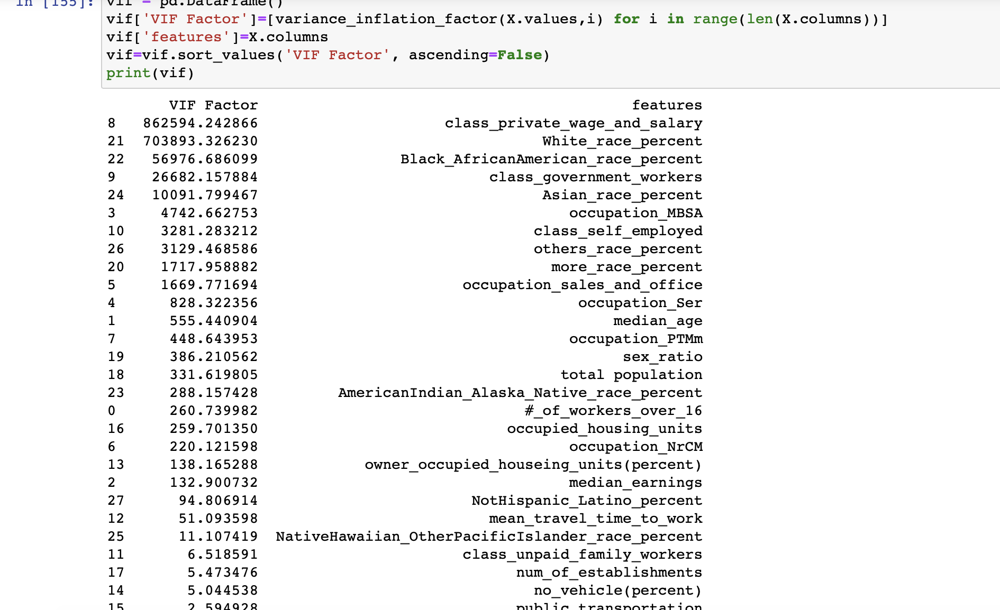 In [155]: vif = pd.DataFrame()
vif['VIF Factor']=[variance_inflation_factor(X.values,i) for i in range(len(X.columns))]
vif['features']=X.columns
vif=vif.sort_values('VIF Factor', ascending=False)
print(vif)
VIF Factor features
8 862594.242866 class_private_wage_and_salary
21 703893.326230 White_race_percent
22 56976.686099 Black_AfricanAmerican_race_percent
9 26682.157884 class_government_workers
24 10091.799467 Asian_race_percent
3 4742.662753 occupation_MBSA
10 3281.283212 class_self_employed
26 3129.468586 others_race_percent
20 1717.958882 more_race_percent
5 1669.771694 occupation_sales_and_office
4 828.322356 occupation_Ser
1 555.440904 median_age
7 448.643953 occupation_PTMm
19 386.210562 sex_ratio
18 331.619805 total population
23 288.157428 AmericanIndian_Alaska_Native_race_percent
0 260.739982 #_of_workers_over_16
16 259.701350 occupied_housing_units
6 220.121598 occupation_NrCM
13 138.165288 owner_occupied_houseing_units(percent)
2 132.900732 median_earnings
27 94.806914 NotHispanic_Latino_percent
12 51.093598 mean_travel_time_to_work
25 11.107419 NativeHawaiian_OtherPacificIslander_race_percent
11 6.518591 class_unpaid_family_workers
17 5.473476 num_of_establishments
14 5.044538 no_vehicle(percent)
15 2.594928 public_transportation